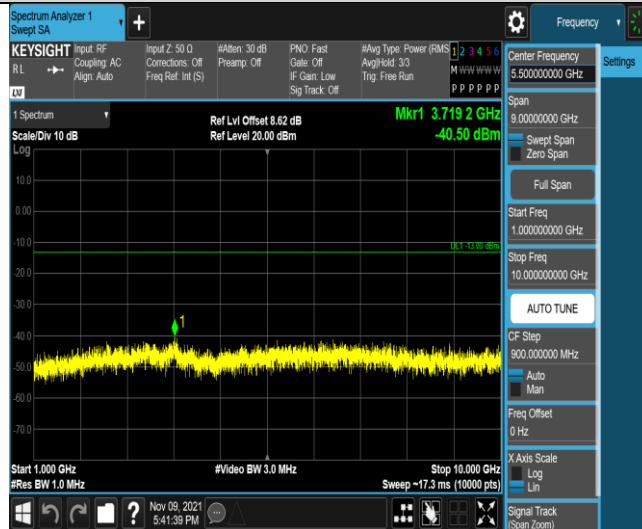 Spectrum Analyzer 1
Swept SA
Frequency
KEYSIGHT
RL
Input: RF
Coupling: AC
Align: Auto
Input Z: 50 Ω
Corrections: Off
Freq Ref: Int (S)
#Atten: 30 dB
Preamp: Off
PNO: Fast
Gate: Off
IF Gain: Low
Sig Track: Off
#Avg Type: Power (RMS
Avg|Hold: 3/3
Trig: Free Run
1 2 3 4 5 6
M W W W W W
P P P P P P
LXI
1 Spectrum
Scale/Div 10 dB
Log
Ref Lvl Offset 8.62 dB
Ref Level 20.00 dBm
Mkr1 3.719 2 GHz
-40.50 dBm
10.0
0.00
-10.0
DL1 -13.00 dBm
-20.0
-30.0
1
-40.0
-50.0
-60.0
-70.0
Start 1.000 GHz
#Res BW 1.0 MHz
#Video BW 3.0 MHz
Stop 10.000 GHz
Sweep ~17.3 ms (10000 pts)
Nov 09, 2021
5:41:39 PM
Center Frequency
5.500000000 GHz
Settings
Span
9.00000000 GHz
Swept Span
Zero Span
Full Span
Start Freq
1.000000000 GHz
Stop Freq
10.000000000 GHz
AUTO TUNE
CF Step
900.000000 MHz
Auto
Man
Freq Offset
0 Hz
X Axis Scale
Log
Lin
Signal Track
(Span Zoom)